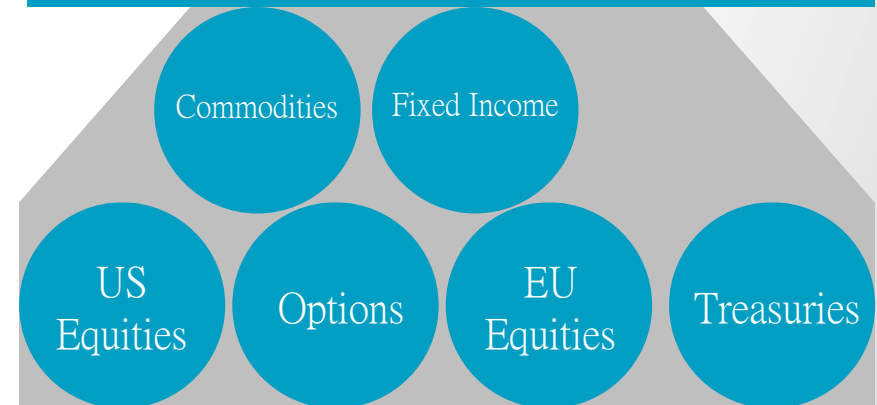 Commodities
Fixed Income
US
Equities
Options
EU
Equities
Treasuries